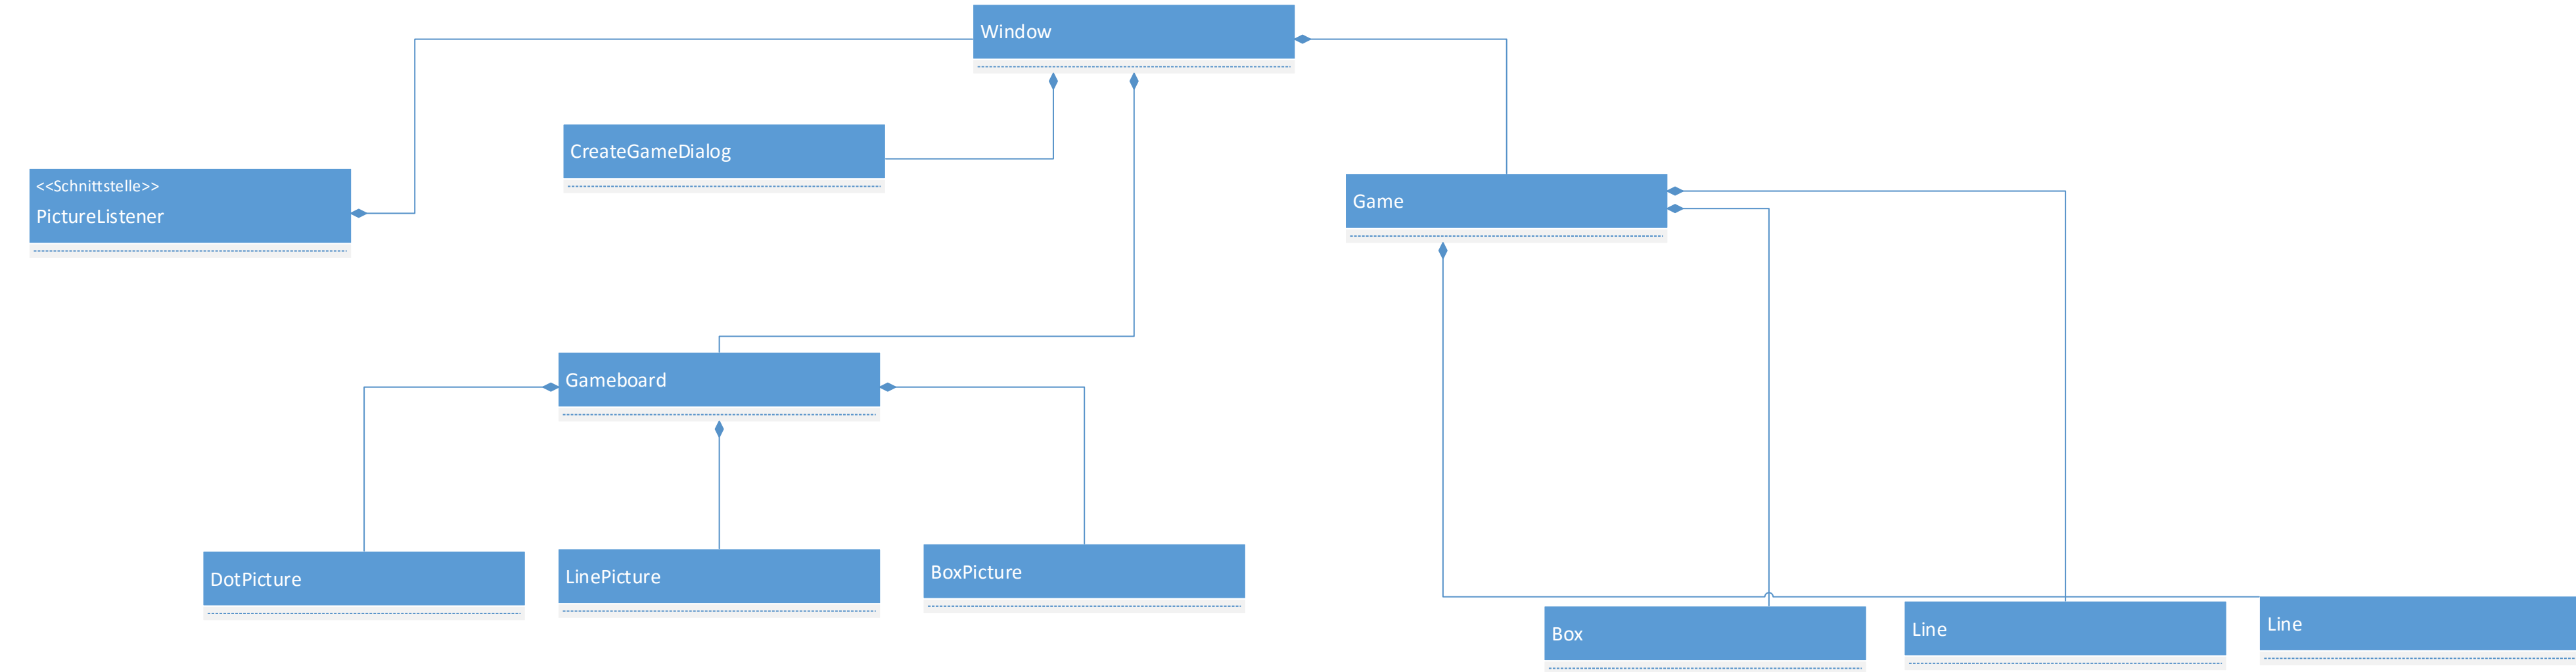 Window
CreateGameDialog
<<Schnittstelle>>
PictureListener
Game
Gameboard
DotPicture
LinePicture
BoxPicture
Box
Line
Line